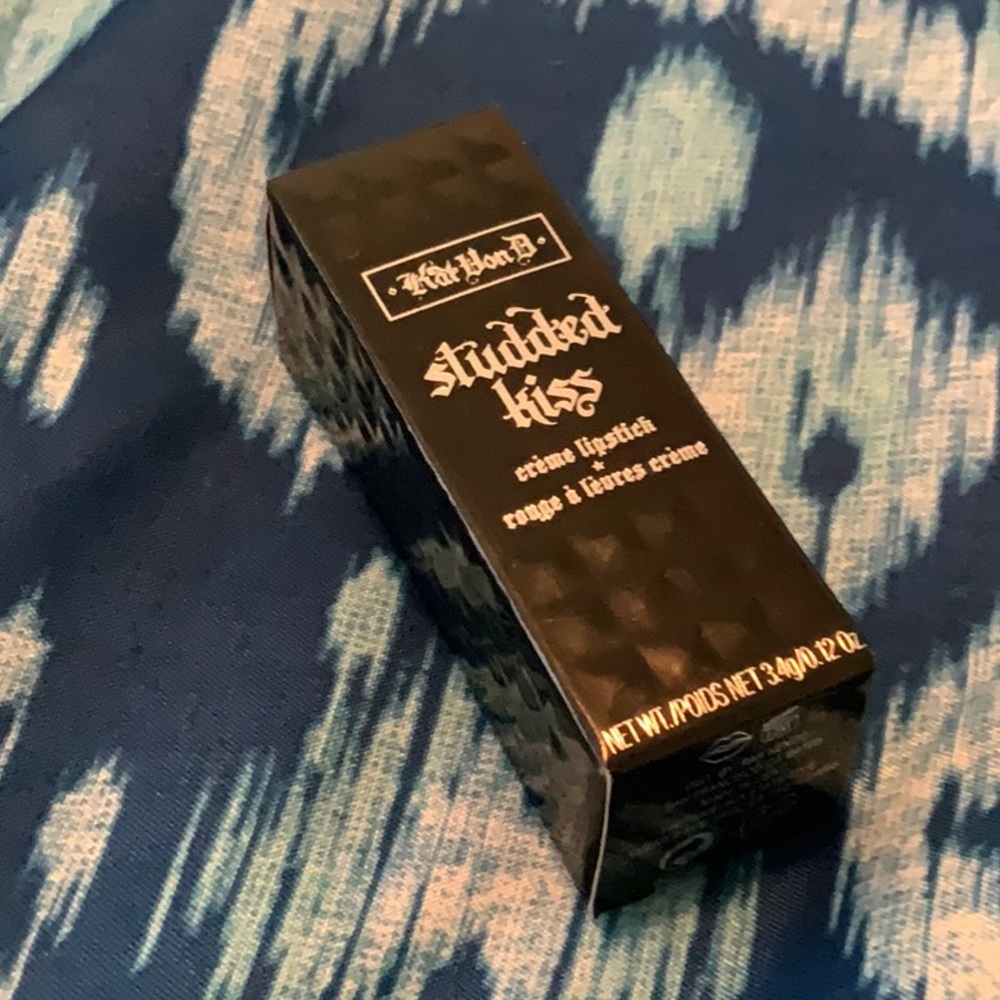 Kat Von D
studded
kiss
crème lipstick
rouge à lèvres crème
NET WT./POIDS NET 3.4g/0.12 Oz.